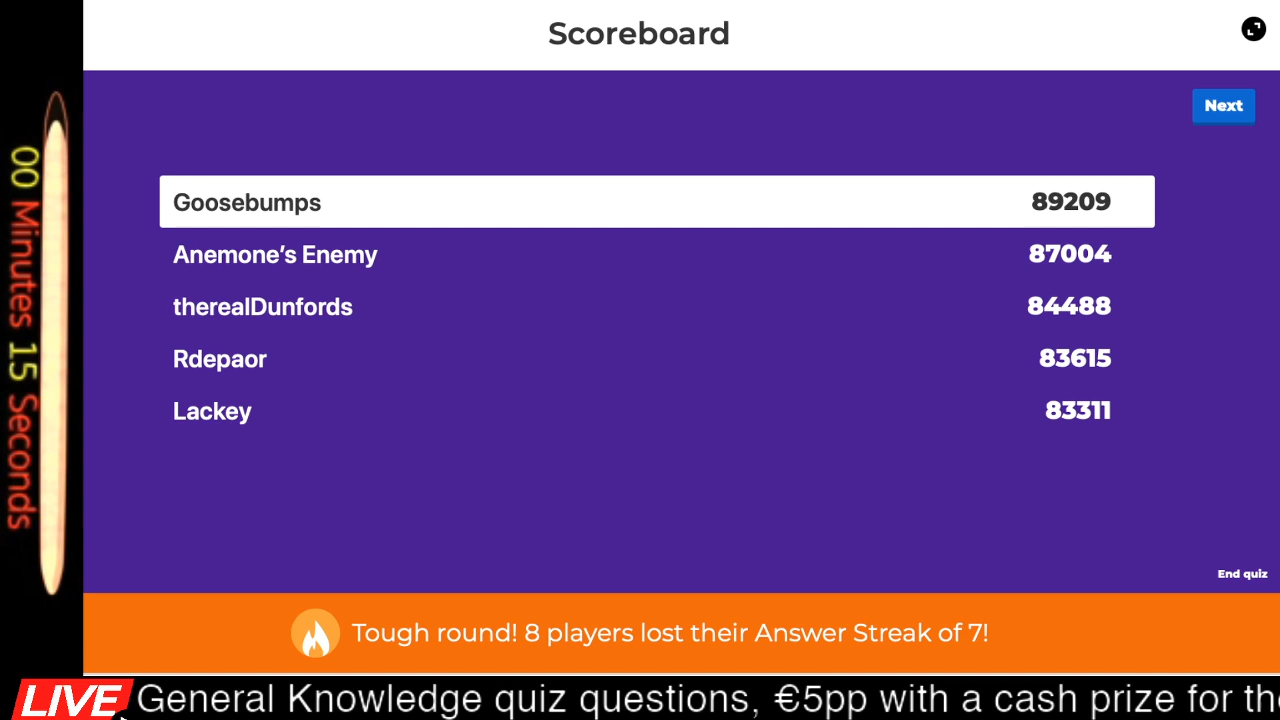 Scoreboard
Next
Goosebumps 89209
Anemone’s Enemy 87004
therealDunfords 84488
Rdepaor 83615
Lackey 83311
End quiz
Tough round! 8 players lost their Answer Streak of 7!
00 Minutes 15 Seconds
LIVE General Knowledge quiz questions, €5pp with a cash prize for